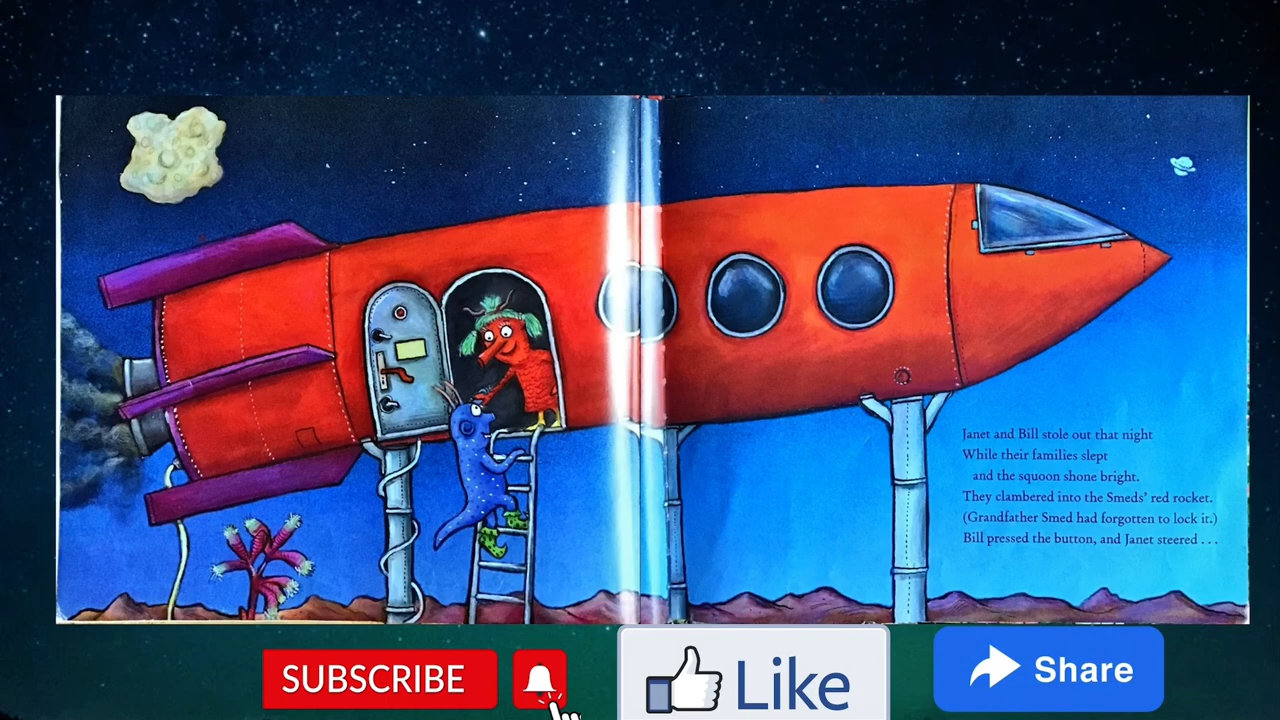 Janet and Bill stole out that night
While their families slept
and the squoon shone bright.
They clambered into the Smeds’ red rocket.
(Grandfather Smed had forgotten to lock it.)
Bill pressed the button, and Janet steered . . .
SUBSCRIBE
Like
Share